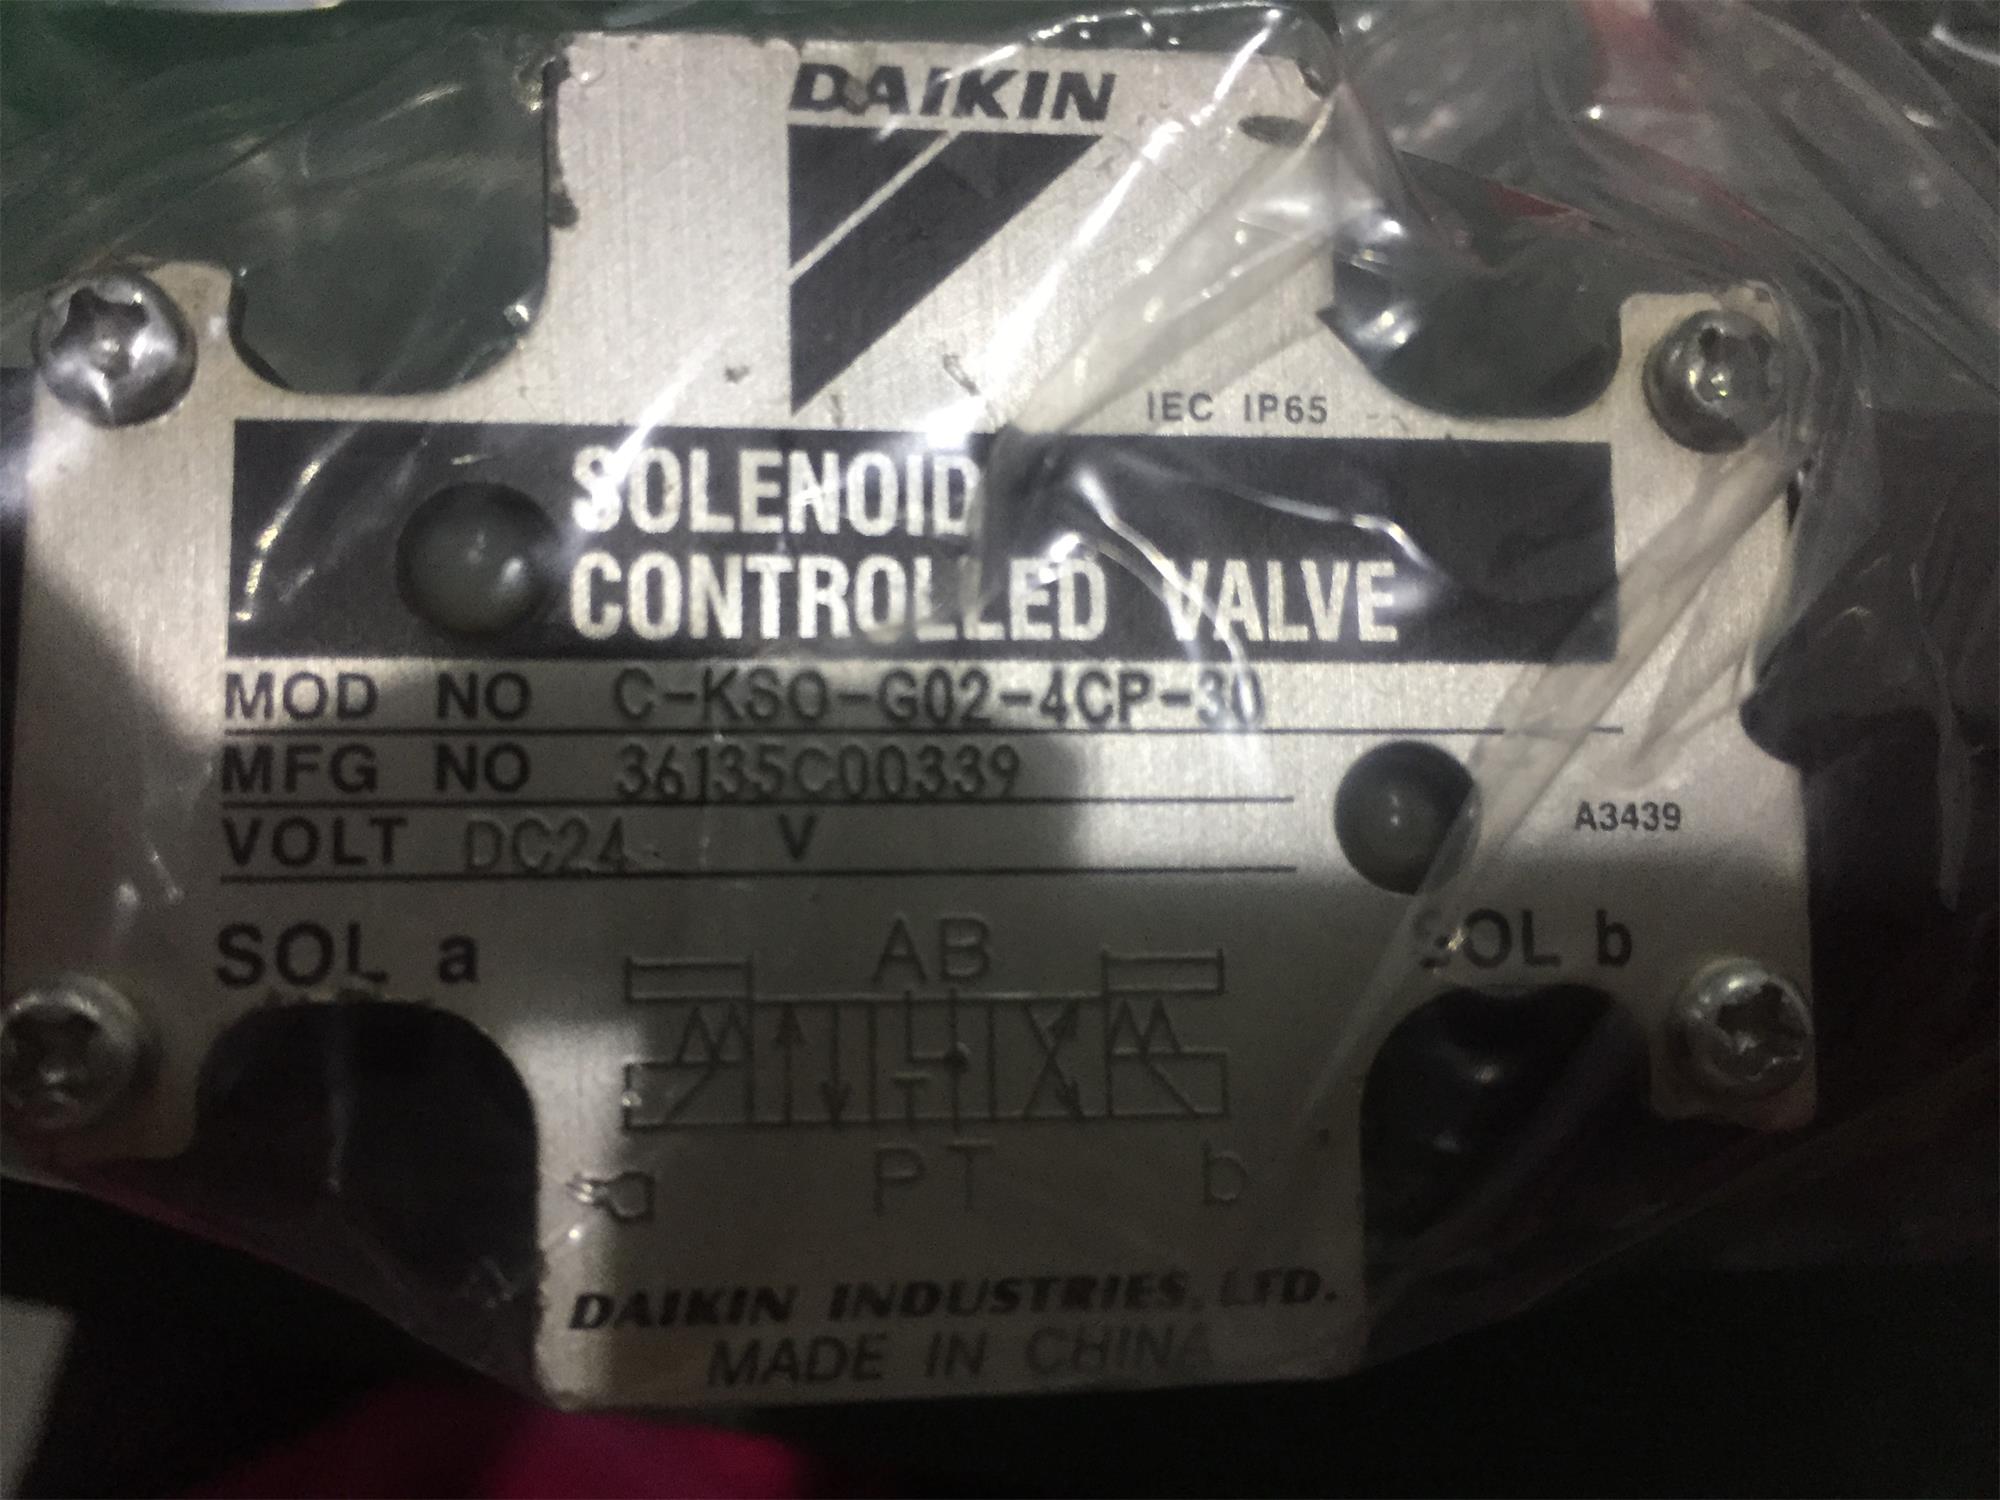 DAIKIN
IEC IP65
SOLENOID
CONTROLLED VALVE
MOD NO C-KSO-G02-4CP-30
MFG NO 36135C00339
VOLT DC24 V
A3439
SOL a
SOL b
AB
PT
a
b
DAIKIN INDUSTRIES, LTD.
MADE IN CHINA